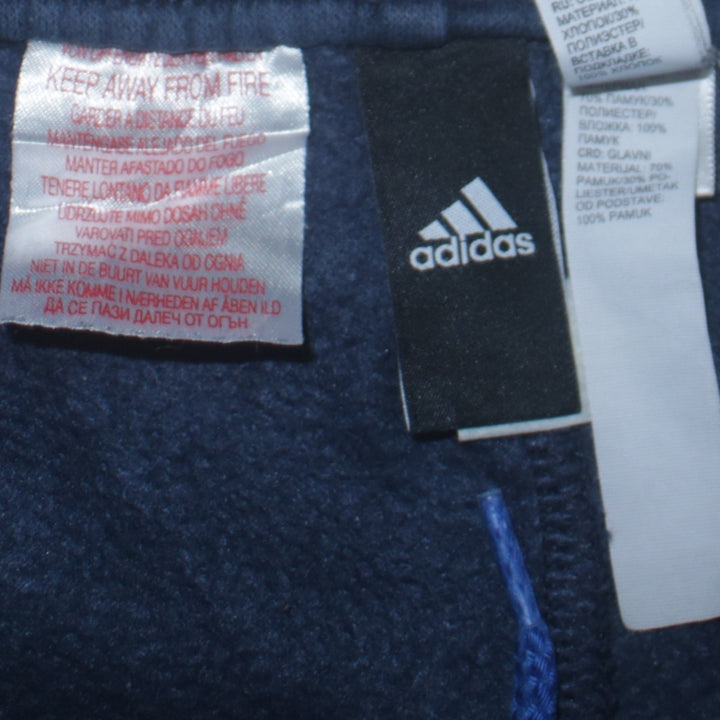 KEEP AWAY FROM FIRE
GARDER A DISTANCE DU FEU
MANTENGASE ALEJADO DEL FUEGO
MANTER AFASTADO DO FOGO
TENERE LONTANO DA FIAMME LIBERE
UDRZUJTE MIMO DOSAH OHNĚ
VAROVATI PRED OGNJEM
TRZYMAĆ Z DALEKA OD OGNIA
NIET IN DE BUURT VAN VUUR HOUDEN
MÅ IKKE KOMME I NÆRHEDEN AF ÅBEN ILD
ДА СЕ ПАЗИ ДАЛЕЧ ОТ ОГЪН
adidas
МАТЕРИАЛ:
ХЛОПОК/30%
ПОЛИЭСТЕР/
ВСТАВКА В
ПОДКЛАДКЕ:
100% ХЛОПОК
70% ПАМУК/30%
ПОЛИЕСТЕР/
ВЛОЖКА: 100%
ПАМУК
CRO: GLAVNI
MATERIJAL: 70%
PAMUK/30% PO-
LIESTER/UMETAK
OD PODSTAVE:
100% PAMUK